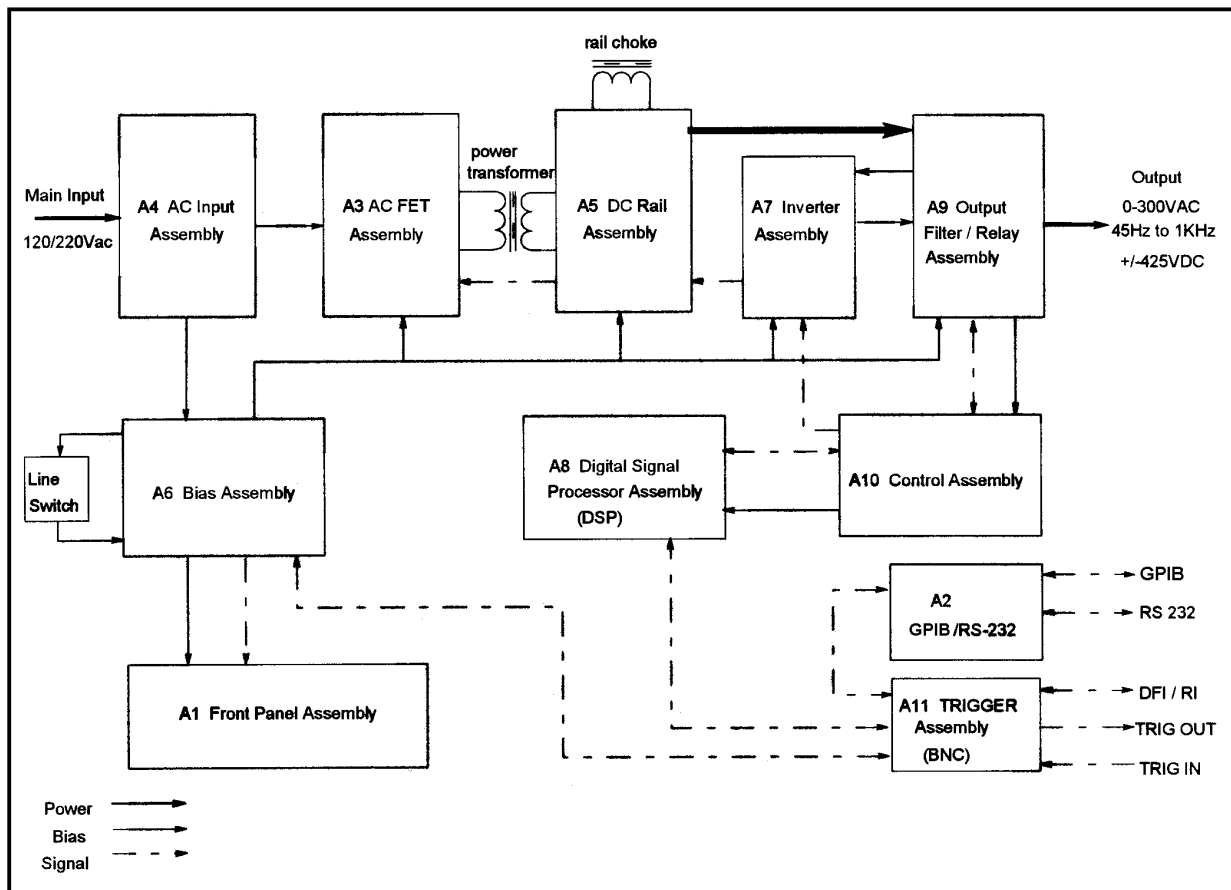 rail choke
power
transformer
Main Input
120/220Vac
A4 AC Input
Assembly
A3 AC FET
Assembly
A5 DC Rail
Assembly
A7 Inverter
Assembly
A9 Output
Filter / Relay
Assembly
Output
0-300VAC
45Hz to 1KHz
+/-425VDC
Line
Switch
A6 Bias Assembly
A8 Digital Signal
Processor Assembly
(DSP)
A10 Control Assembly
A2
GPIB/RS-232
GPIB
RS 232
A1 Front Panel Assembly
A11 TRIGGER
Assembly
(BNC)
DFI / RI
TRIG OUT
TRIG IN
Power
Bias
Signal